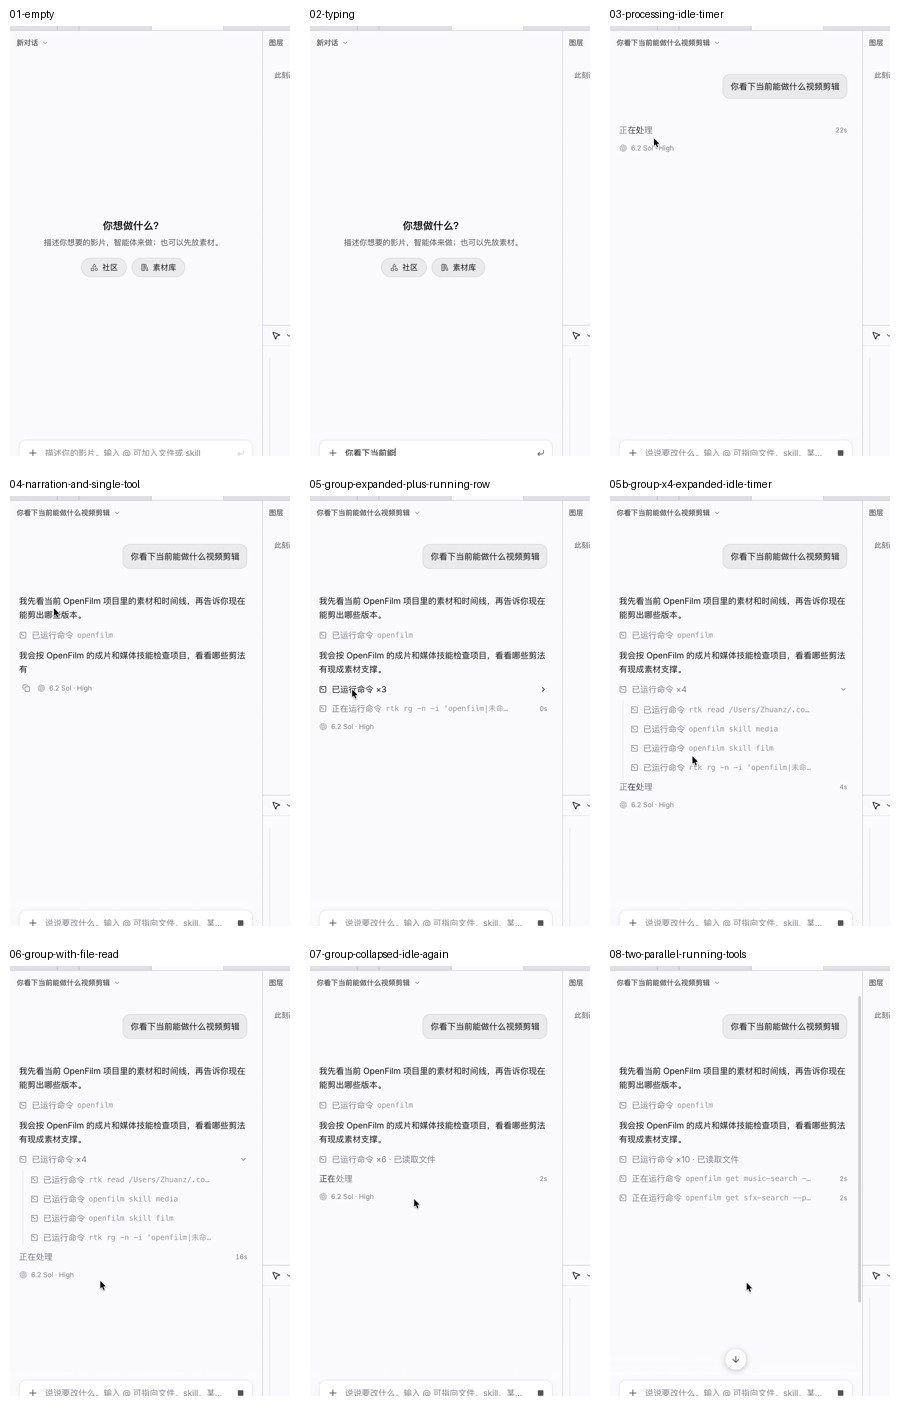 01-empty
新对话
图层
此刻
你想做什么?
描述你想要的影片，智能体来做；也可以先放素材。
社区
素材库
描述你的影片。输入 @ 可加入文件或 skill
02-typing
新对话
图层
此刻
你想做什么?
描述你想要的影片，智能体来做；也可以先放素材。
社区
素材库
你看下当前能
03-processing-idle-timer
你看下当前能做什么视频剪辑
图层
此刻
你看下当前能做什么视频剪辑
正在处理 22s
6.2 Sol · High
说说要改什么。输入 @ 可指向文件、skill、某...
04-narration-and-single-tool
你看下当前能做什么视频剪辑
图层
此刻
你看下当前能做什么视频剪辑
我先看当前 OpenFilm 项目里的素材和时间线，再告诉你现在
能剪出哪些版本。
已运行命令 openfilm
我会按 OpenFilm 的成片和媒体技能检查项目，看看哪些剪法
有
6.2 Sol · High
说说要改什么。输入 @ 可指向文件、skill、某...
05-group-expanded-plus-running-row
你看下当前能做什么视频剪辑
图层
此刻
你看下当前能做什么视频剪辑
我先看当前 OpenFilm 项目里的素材和时间线，再告诉你现在
能剪出哪些版本。
已运行命令 openfilm
我会按 OpenFilm 的成片和媒体技能检查项目，看看哪些剪法
有现成素材支撑。
已运行命令 ×3
正在运行命令 rtk rg -n -i 'openfilm|未命... 0s
6.2 Sol · High
说说要改什么。输入 @ 可指向文件、skill、某...
05b-group-x4-expanded-idle-timer
你看下当前能做什么视频剪辑
图层
此刻
你看下当前能做什么视频剪辑
我先看当前 OpenFilm 项目里的素材和时间线，再告诉你现在
能剪出哪些版本。
已运行命令 openfilm
我会按 OpenFilm 的成片和媒体技能检查项目，看看哪些剪法
有现成素材支撑。
已运行命令 ×4
已运行命令 rtk read /Users/Zhuanz/.co...
已运行命令 openfilm skill media
已运行命令 openfilm skill film
已运行命令 rtk rg -n -i 'openfilm|未命...
正在处理 4s
6.2 Sol · High
说说要改什么。输入 @ 可指向文件、skill、某...
06-group-with-file-read
你看下当前能做什么视频剪辑
图层
此刻
你看下当前能做什么视频剪辑
我先看当前 OpenFilm 项目里的素材和时间线，再告诉你现在
能剪出哪些版本。
已运行命令 openfilm
我会按 OpenFilm 的成片和媒体技能检查项目，看看哪些剪法
有现成素材支撑。
已运行命令 ×4
已运行命令 rtk read /Users/Zhuanz/.co...
已运行命令 openfilm skill media
已运行命令 openfilm skill film
已运行命令 rtk rg -n -i 'openfilm|未命...
正在处理 16s
6.2 Sol · High
说说要改什么。输入 @ 可指向文件、skill、某...
07-group-collapsed-idle-again
你看下当前能做什么视频剪辑
图层
此刻
你看下当前能做什么视频剪辑
我先看当前 OpenFilm 项目里的素材和时间线，再告诉你现在
能剪出哪些版本。
已运行命令 openfilm
我会按 OpenFilm 的成片和媒体技能检查项目，看看哪些剪法
有现成素材支撑。
已运行命令 ×6 · 已读取文件
正在处理 2s
6.2 Sol · High
说说要改什么。输入 @ 可指向文件、skill、某...
08-two-parallel-running-tools
你看下当前能做什么视频剪辑
图层
此刻
你看下当前能做什么视频剪辑
我先看当前 OpenFilm 项目里的素材和时间线，再告诉你现在
能剪出哪些版本。
已运行命令 openfilm
我会按 OpenFilm 的成片和媒体技能检查项目，看看哪些剪法
有现成素材支撑。
已运行命令 ×10 · 已读取文件
正在运行命令 openfilm get music-search -... 2s
正在运行命令 openfilm get sfx-search --p... 2s
说说要改什么。输入 @ 可指向文件、skill、某...